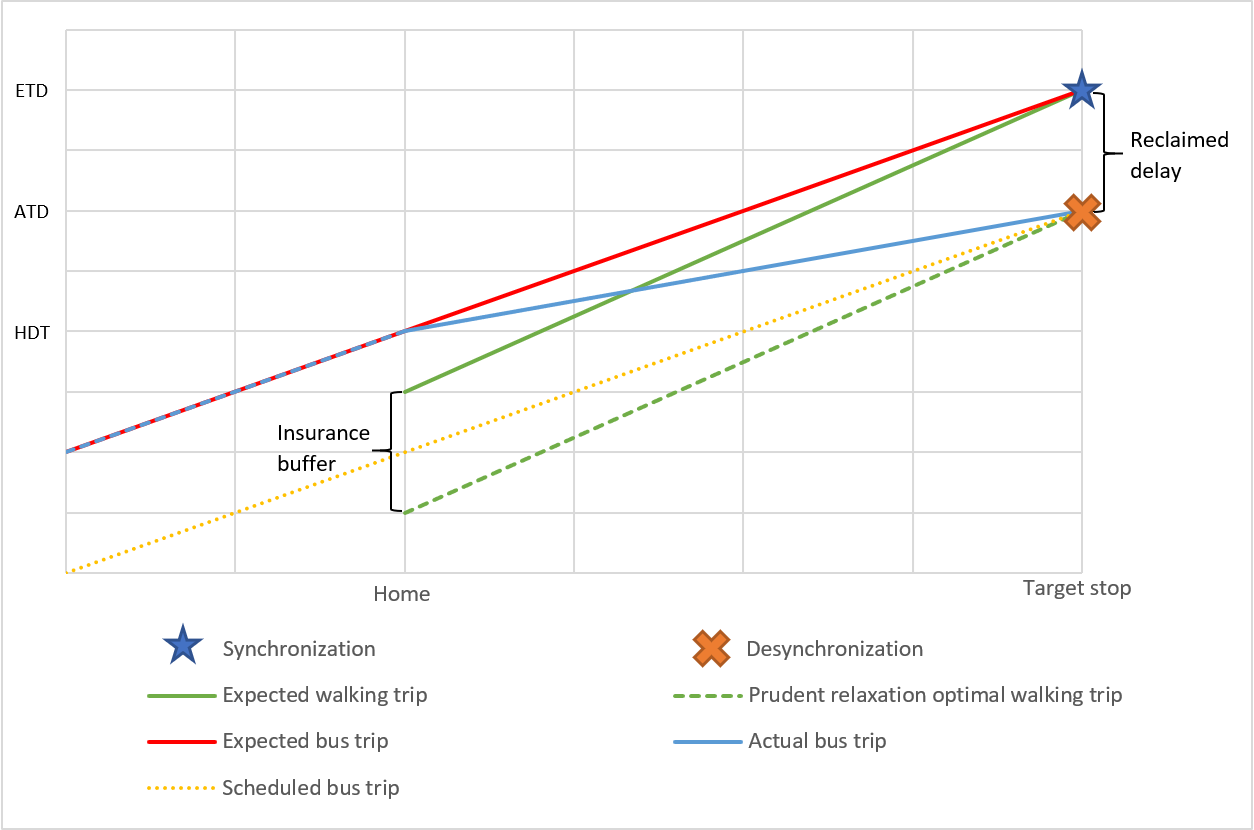 ETD
Reclaimed
delay
ATD
HDT
Insurance
buffer
Home
Target stop
Synchronization
Desynchronization
Expected walking trip
Prudent relaxation optimal walking trip
Expected bus trip
Actual bus trip
Scheduled bus trip